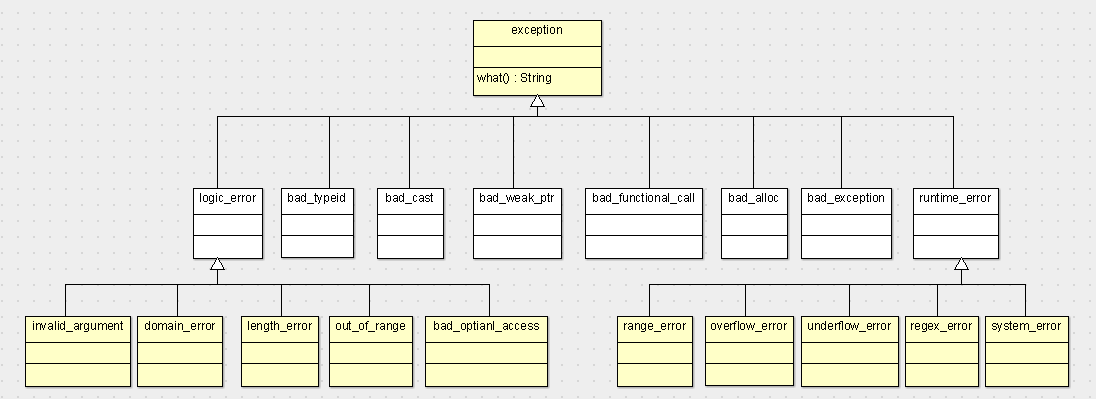 exception
what() : String
logic_error
bad_typeid
bad_cast
bad_weak_ptr
bad_functional_call
bad_alloc
bad_exception
runtime_error
invalid_argument
domain_error
length_error
out_of_range
bad_optianl_access
range_error
overflow_error
underflow_error
regex_error
system_error